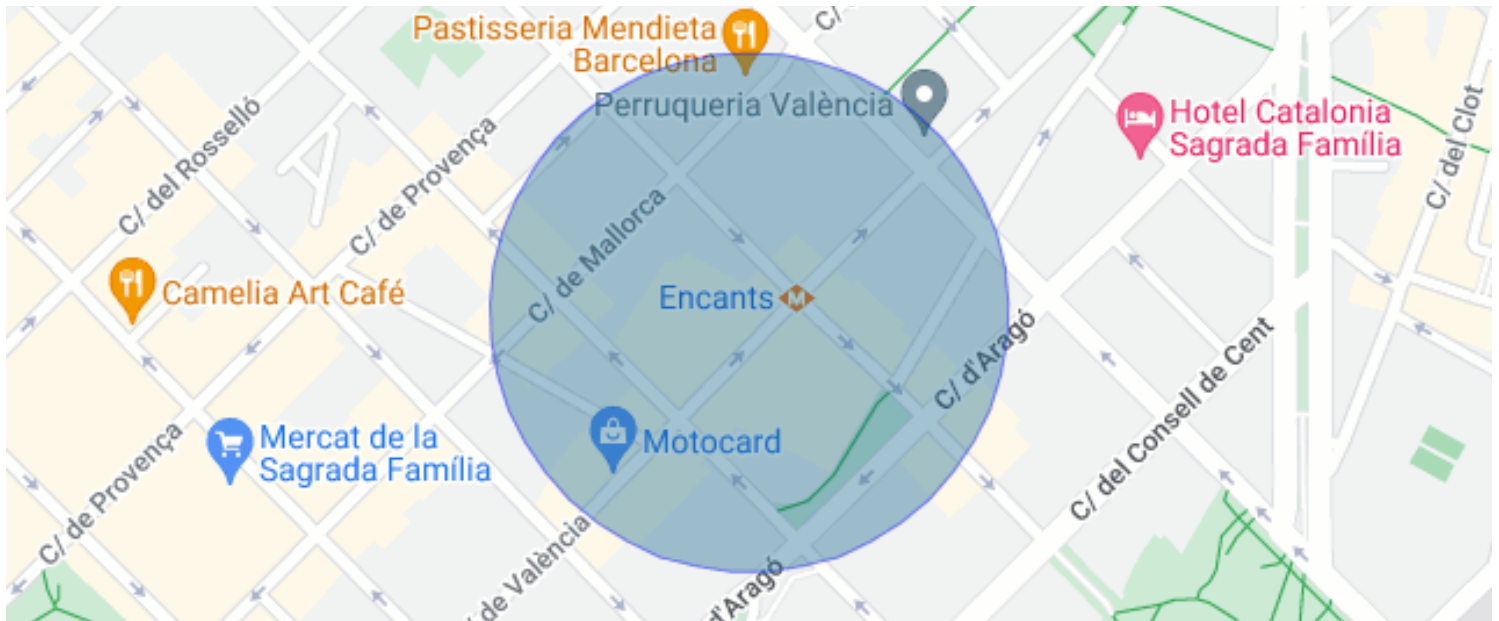 Pastisseria Mendieta
Barcelona
C/
C/ d'Aragó
Perruqueria València
Hotel Catalonia
Sagrada Família
C/ del Clot
C/ del Rosselló
C/ de Provença
C/ de Mallorca
Camelia Art Café
Encants
M
C/ del Consell de Cent
Mercat de la
Sagrada Família
Motocard
C/ de Provença
de València
d'Aragó